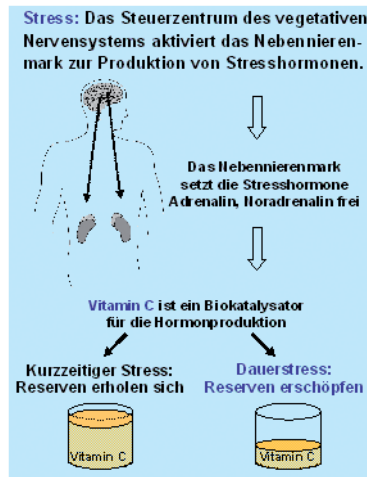 Stress: Das Steuerzentrum des vegetativen
Nervensystems aktiviert das Nebennieren-
mark zur Produktion von Stresshormonen.
Das Nebennierenmark
setzt die Stresshormone
Adrenalin, Noradrenalin frei
Vitamin C ist ein Biokatalysator
für die Hormonproduktion
Kurzzeitiger Stress:
Reserven erholen sich
Dauerstress:
Reserven erschöpfen
Vitamin C
Vitamin C